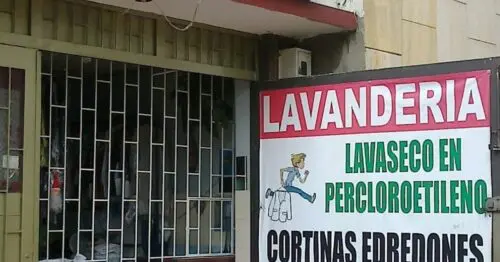 LAVANDERIA
LAVASECO EN
PERCLOROETILENO
CORTINAS EDREDONES